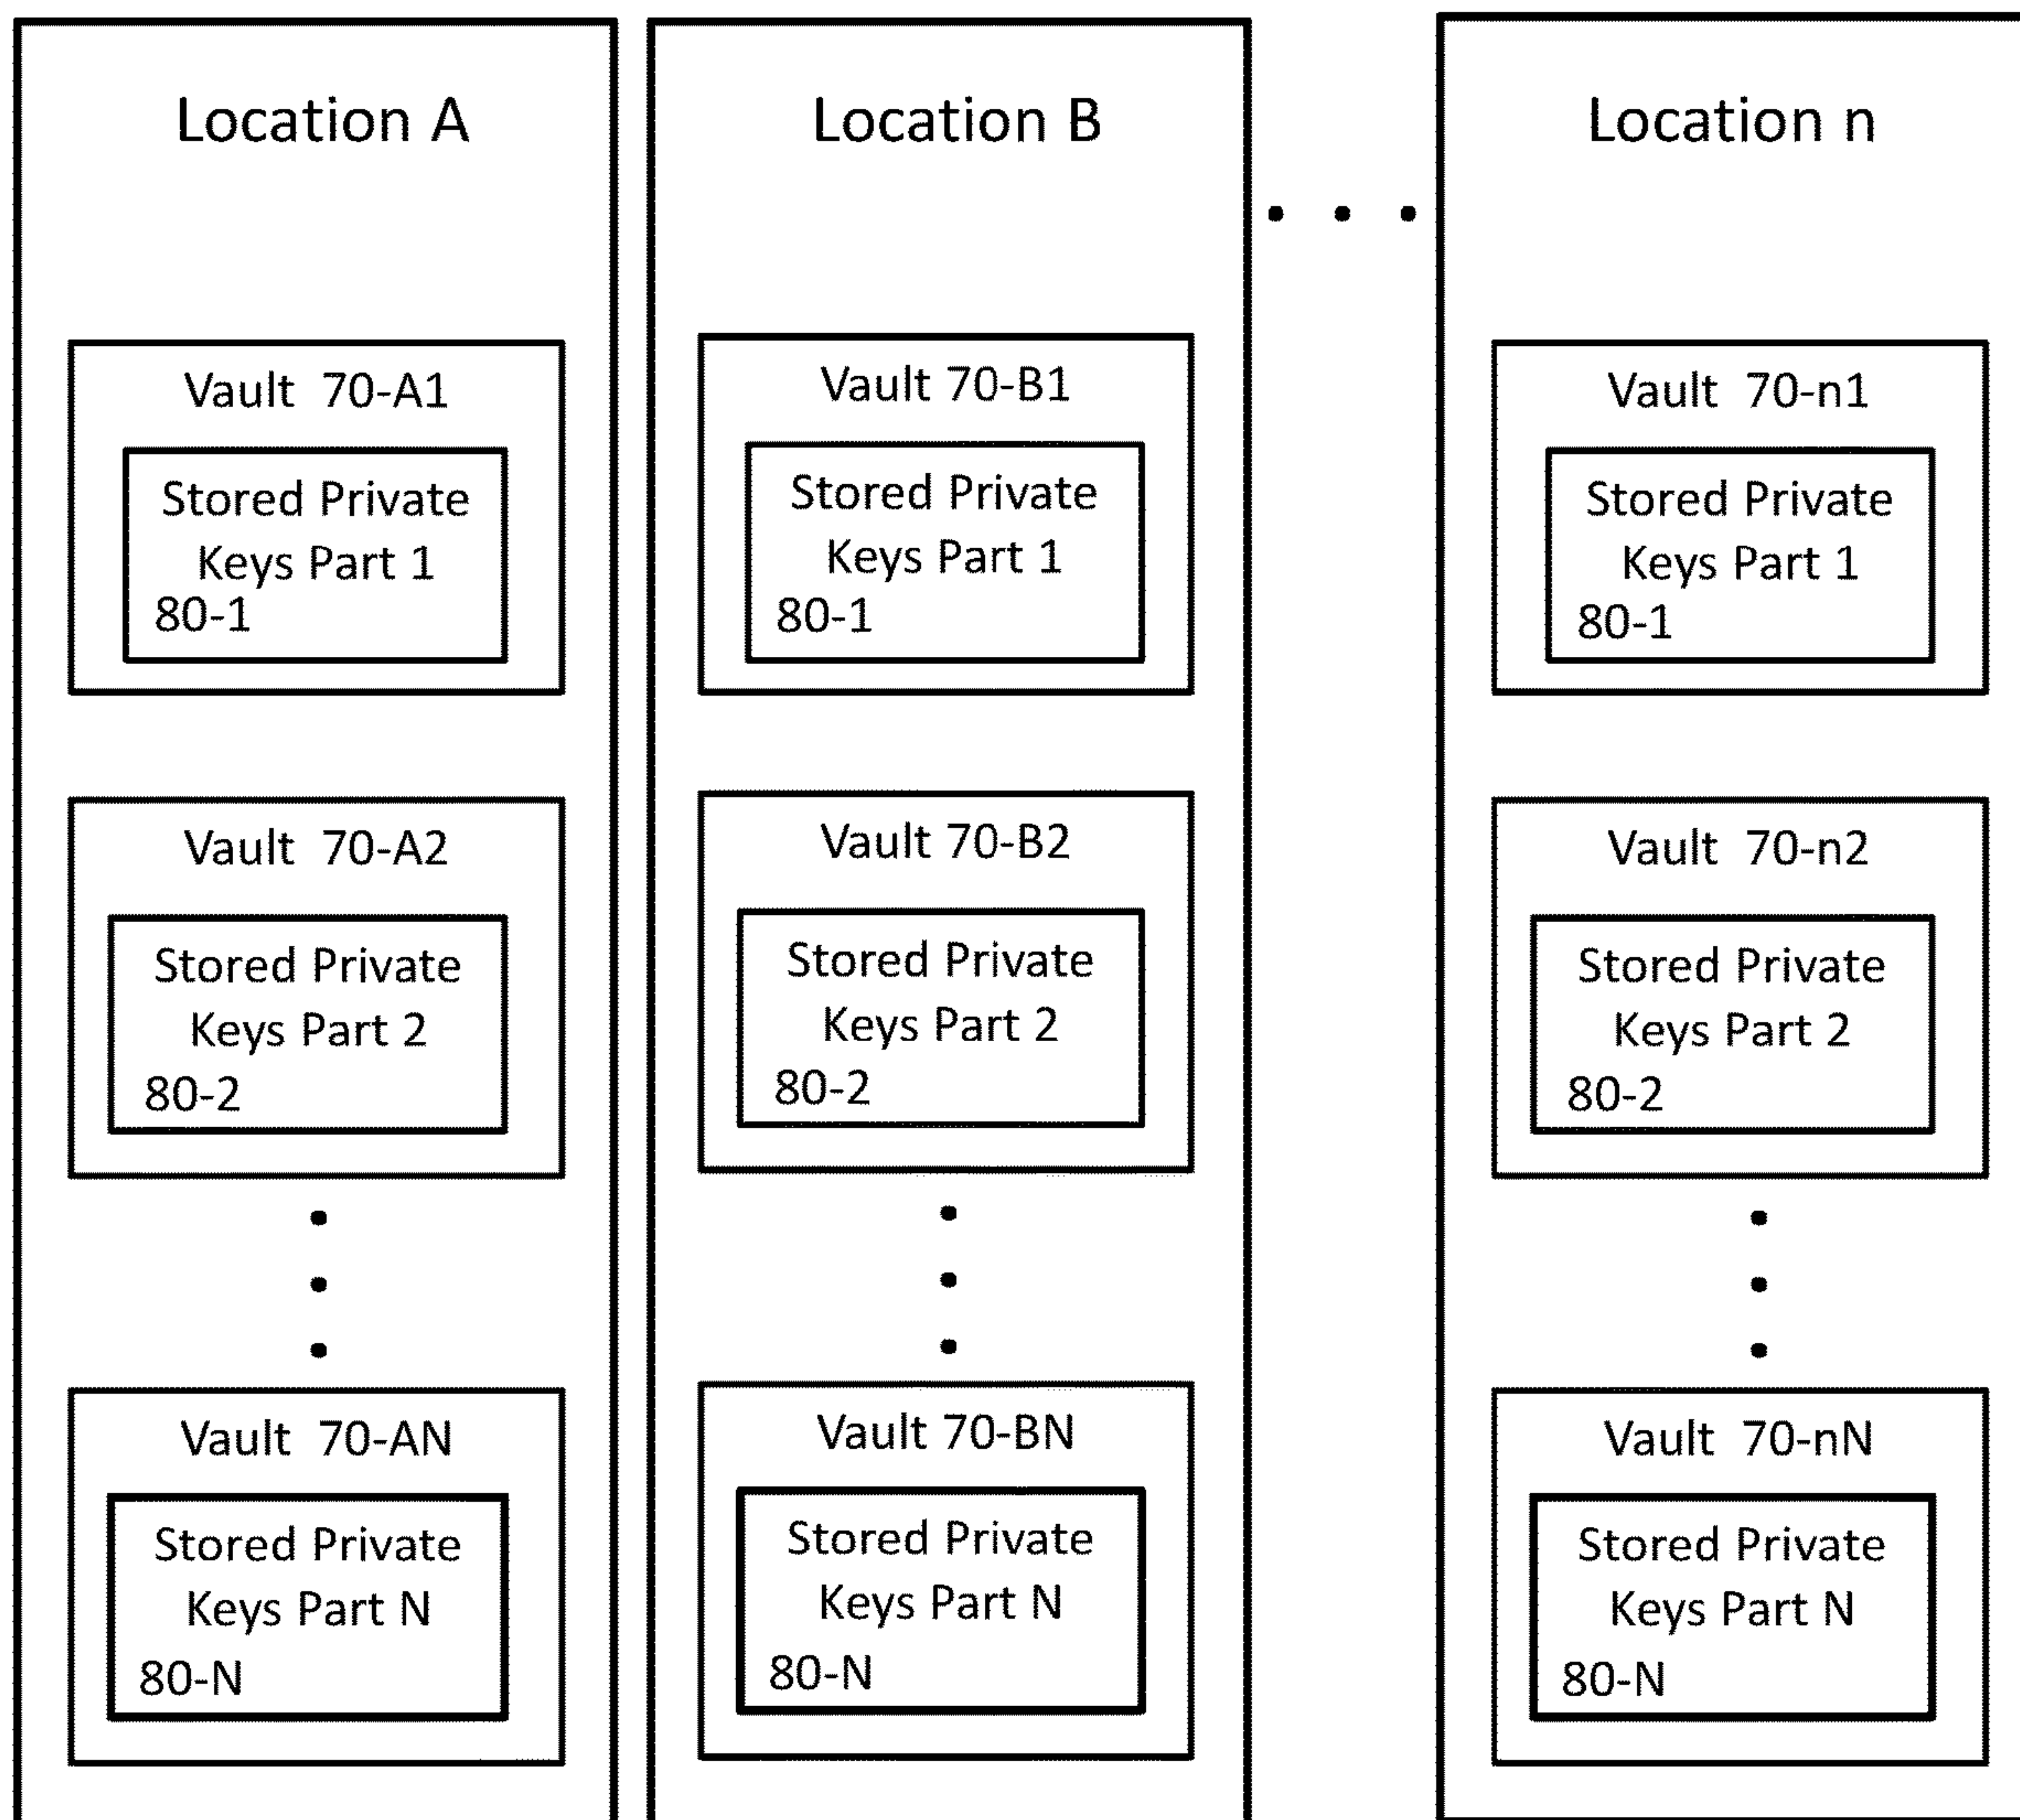 Location A
Vault 70-A1
Stored Private
Keys Part 1
80-1
Vault 70-A2
Stored Private
Keys Part 2
80-2
Vault 70-AN
Stored Private
Keys Part N
80-N
Location B
Vault 70-B1
Stored Private
Keys Part 1
80-1
Vault 70-B2
Stored Private
Keys Part 2
80-2
Vault 70-BN
Stored Private
Keys Part N
80-N
Location n
Vault 70-n1
Stored Private
Keys Part 1
80-1
Vault 70-n2
Stored Private
Keys Part 2
80-2
Vault 70-nN
Stored Private
Keys Part N
80-N